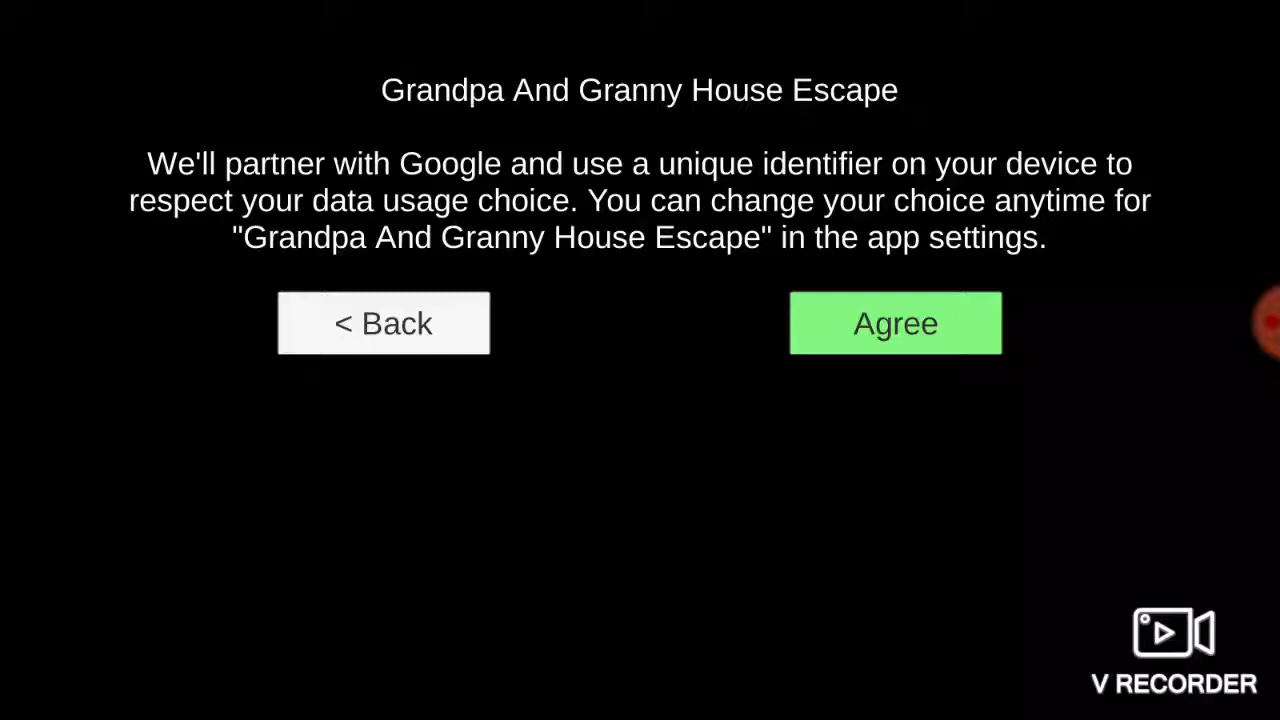 Grandpa And Granny House Escape
We'll partner with Google and use a unique identifier on your device to
respect your data usage choice. You can change your choice anytime for
"Grandpa And Granny House Escape" in the app settings.
< Back
Agree
V RECORDER